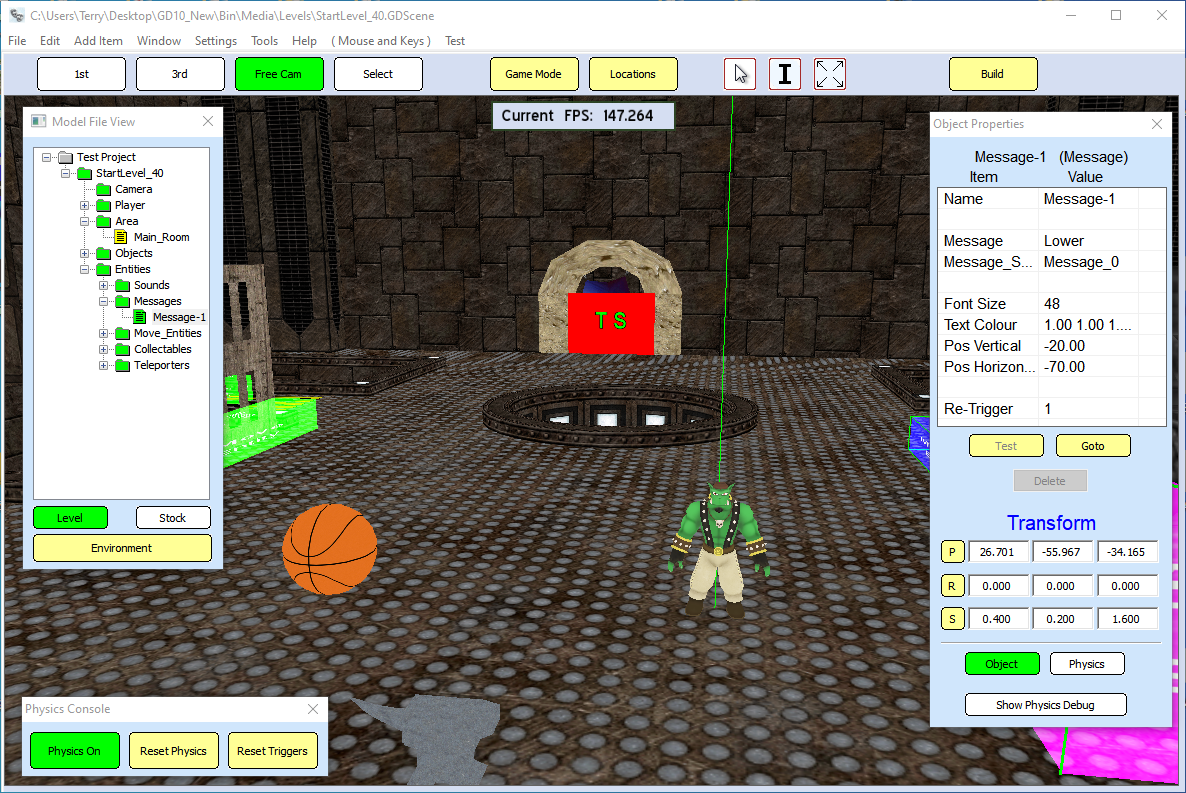 C:\Users\Terry\Desktop\GD10_New\Bin\Media\Levels\StartLevel_40.GDScene
File Edit Add Item Window Settings Tools Help ( Mouse and Keys ) Test
1st 3rd Free Cam Select Game Mode Locations I Build
Current FPS: 147.264
Model File View
Test Project
StartLevel_40
Camera
Player
Area
Main_Room
Objects
Entities
Sounds
Messages
Message-1
Move_Entities
Collectables
Teleporters
Level Stock
Environment
T S
Object Properties
Message-1 (Message)
Item Value
Name Message-1
Message Lower
Message_S... Message_0
Font Size 48
Text Colour 1.00 1.00 1....
Pos Vertical -20.00
Pos Horizon... -70.00
Re-Trigger 1
Test Goto
Delete
Transform
P 26.701 -55.967 -34.165
R 0.000 0.000 0.000
S 0.400 0.200 1.600
Object Physics
Show Physics Debug
Physics Console
Physics On Reset Physics Reset Triggers